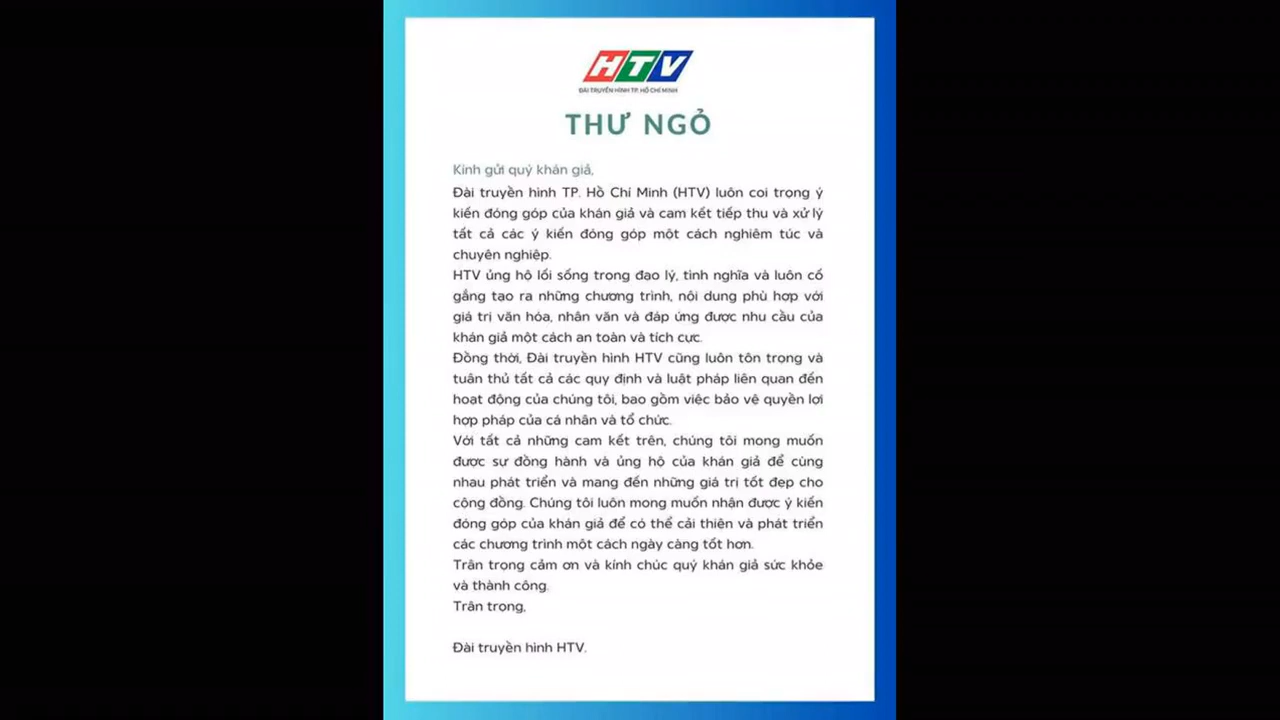 HTV
ĐÀI TRUYỀN HÌNH TP. HỒ CHÍ MINH
THƯ NGỎ
Kính gửi quý khán giả,
Đài truyền hình TP. Hồ Chí Minh (HTV) luôn coi trọng ý
kiến đóng góp của khán giả và cam kết tiếp thu và xử lý
tất cả các ý kiến đóng góp một cách nghiêm túc và
chuyên nghiệp.
HTV ủng hộ lối sống trong đạo lý, tình nghĩa và luôn cố
gắng tạo ra những chương trình, nội dung phù hợp với
giá trị văn hóa, nhân văn và đáp ứng được nhu cầu của
khán giả một cách an toàn và tích cực.
Đồng thời, Đài truyền hình HTV cũng luôn tôn trọng và
tuân thủ tất cả các quy định và luật pháp liên quan đến
hoạt động của chúng tôi, bao gồm việc bảo vệ quyền lợi
hợp pháp của cá nhân và tổ chức.
Với tất cả những cam kết trên, chúng tôi mong muốn
được sự đồng hành và ủng hộ của khán giả để cùng
nhau phát triển và mang đến những giá trị tốt đẹp cho
cộng đồng. Chúng tôi luôn mong muốn nhận được ý kiến
đóng góp của khán giả để có thể cải thiện và phát triển
các chương trình một cách ngày càng tốt hơn.
Trân trọng cảm ơn và kính chúc quý khán giả sức khỏe
và thành công.
Trân trọng,
Đài truyền hình HTV.